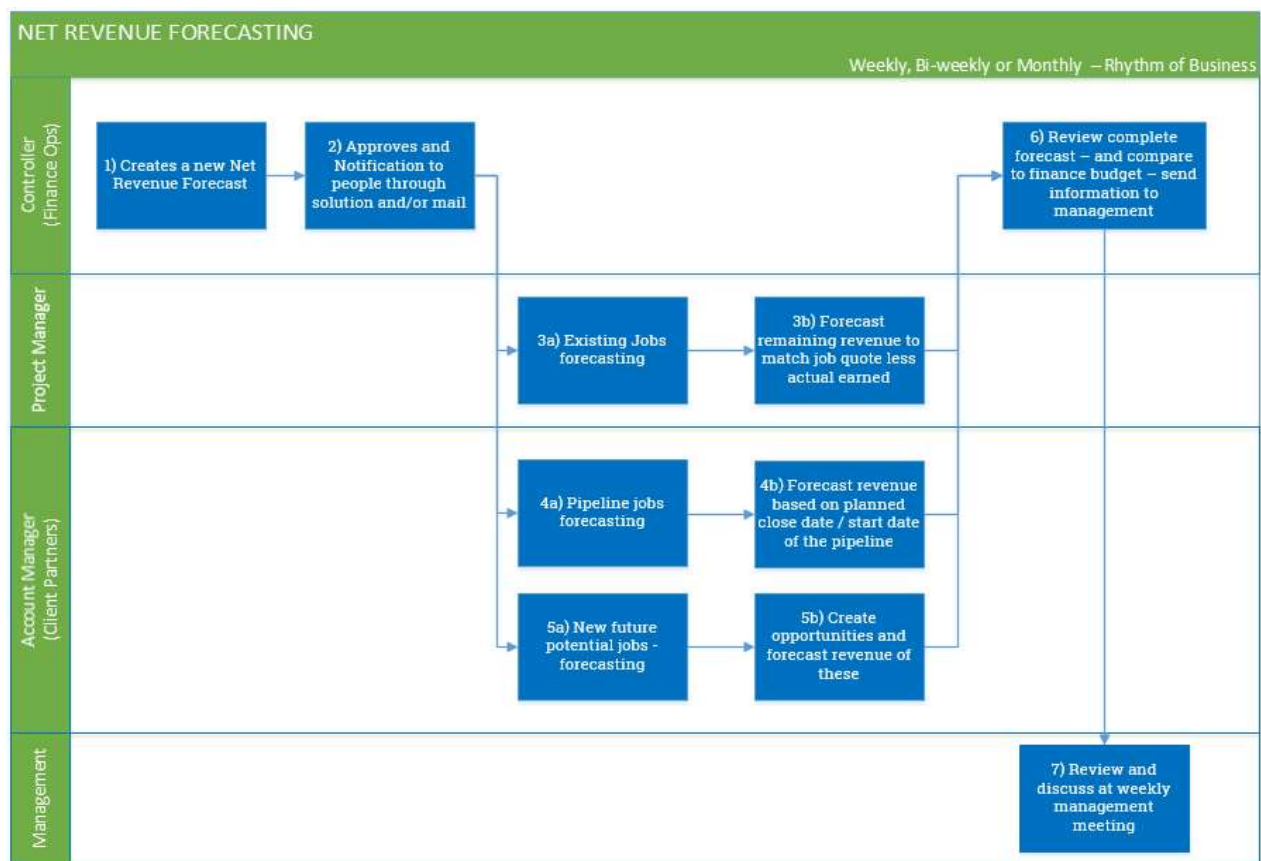 NET REVENUE FORECASTING
Weekly, Bi-weekly or Monthly – Rhythm of Business
Controller
(Finance Ops)
1) Creates a new Net
Revenue Forecast
2) Approves and
Notification to
people through
solution and/or mail
6) Review complete
forecast – and compare
to finance budget – send
information to
management
Project Manager
3a) Existing Jobs
forecasting
3b) Forecast
remaining revenue to
match job quote less
actual earned
Account Manager
(Client Partners)
4a) Pipeline jobs
forecasting
4b) Forecast revenue
based on planned
close date / start date
of the pipeline
5a) New future
potential jobs -
forecasting
5b) Create
opportunities and
forecast revenue of
these
Management
7) Review and
discuss at weekly
management
meeting